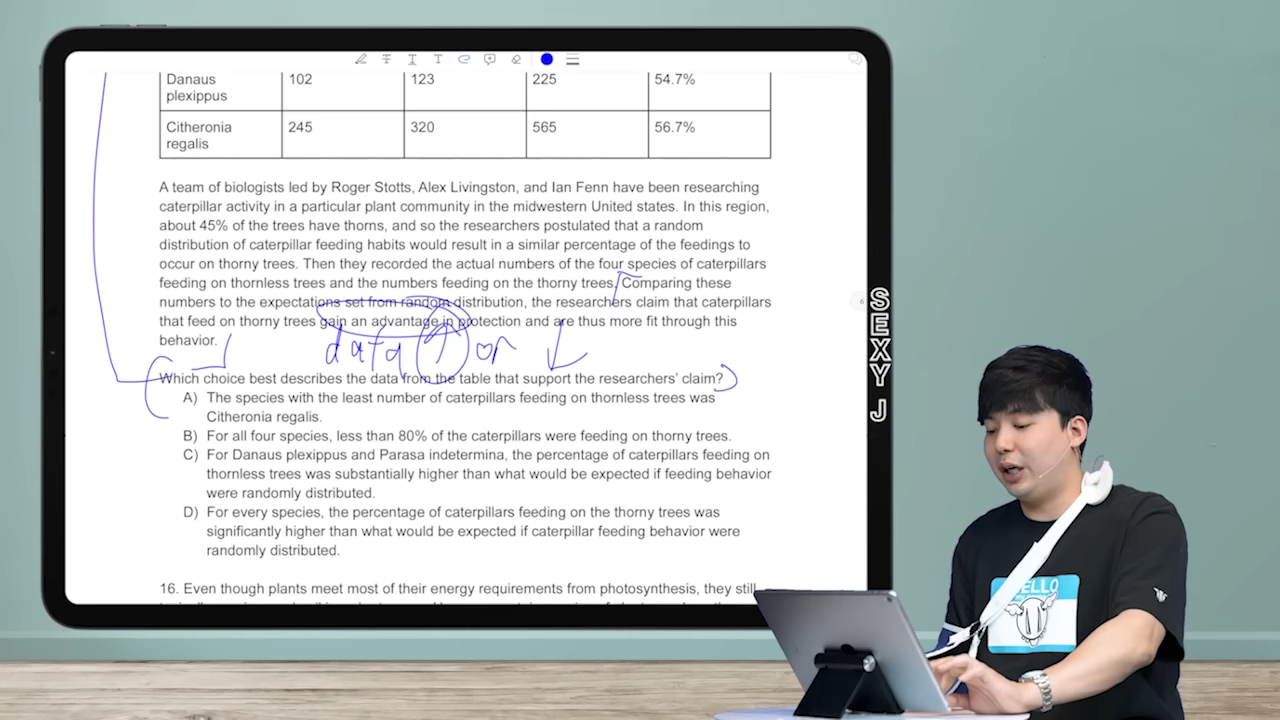 Danaus
plexippus
102
123
225
54.7%
Citheronia
regalis
245
320
565
56.7%
A team of biologists led by Roger Stotts, Alex Livingston, and Ian Fenn have been researching
caterpillar activity in a particular plant community in the midwestern United states. In this region,
about 45% of the trees have thorns, and so the researchers postulated that a random
distribution of caterpillar feeding habits would result in a similar percentage of the feedings to
occur on thorny trees. Then they recorded the actual numbers of the four species of caterpillars
feeding on thornless trees and the numbers feeding on the thorny trees. Comparing these
numbers to the expectations set from random distribution, the researchers claim that caterpillars
that feed on thorny trees gain an advantage in protection and are thus more fit through this
behavior.
data
or
Which choice best describes the data from the table that support the researchers' claim?
A) The species with the least number of caterpillars feeding on thornless trees was
Citheronia regalis.
B) For all four species, less than 80% of the caterpillars were feeding on thorny trees.
C) For Danaus plexippus and Parasa indetermina, the percentage of caterpillars feeding on
thornless trees was substantially higher than what would be expected if feeding behavior
were randomly distributed.
D) For every species, the percentage of caterpillars feeding on the thorny trees was
significantly higher than what would be expected if caterpillar feeding behavior were
randomly distributed.
16. Even though plants meet most of their energy requirements from photosynthesis, they still
6
SEXY J
HELLO